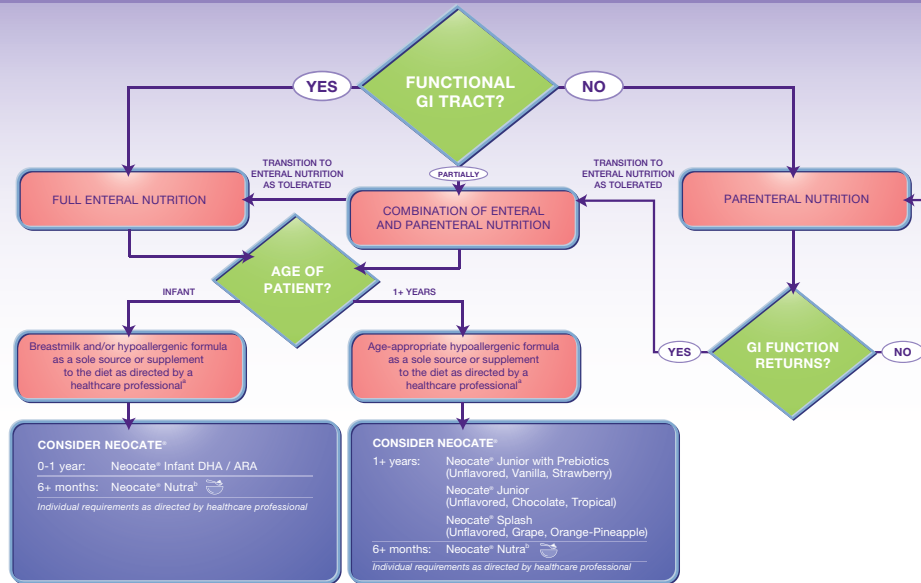 FUNCTIONAL
GI TRACT?
YES
NO
PARTIALLY
TRANSITION TO
ENTERAL NUTRITION
AS TOLERATED
TRANSITION TO
ENTERAL NUTRITION
AS TOLERATED
FULL ENTERAL NUTRITION
COMBINATION OF ENTERAL
AND PARENTERAL NUTRITION
PARENTERAL NUTRITION
AGE OF
PATIENT?
INFANT
1+ YEARS
GI FUNCTION
RETURNS?
YES
NO
Breastmilk and/or hypoallergenic formula
as a sole source or supplement
to the diet as directed by a
healthcare professionalª
Age-appropriate hypoallergenic formula
as a sole source or supplement
to the diet as directed by a
healthcare professionalª
CONSIDER NEOCATE®
0-1 year: Neocate® Infant DHA / ARA
6+ months: Neocate® Nutraᵇ
Individual requirements as directed by healthcare professional
CONSIDER NEOCATE®
1+ years: Neocate® Junior with Prebiotics
(Unflavored, Vanilla, Strawberry)
Neocate® Junior
(Unflavored, Chocolate, Tropical)
Neocate® Splash
(Unflavored, Grape, Orange-Pineapple)
6+ months: Neocate® Nutraᵇ
Individual requirements as directed by healthcare professional